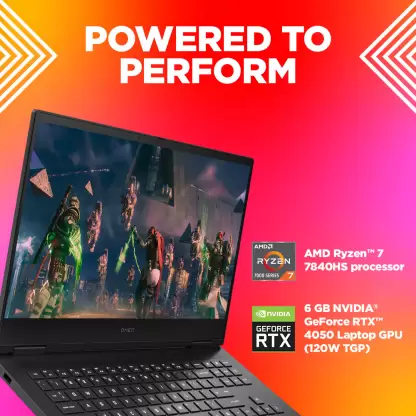 POWERED TO
PERFORM
AMD
RYZEN
7000 SERIES 7
AMD Ryzen™ 7
7840HS processor
NVIDIA
GEFORCE
RTX
6 GB NVIDIA®
GeForce RTX™
4050 Laptop GPU
(120W TGP)
OMEN